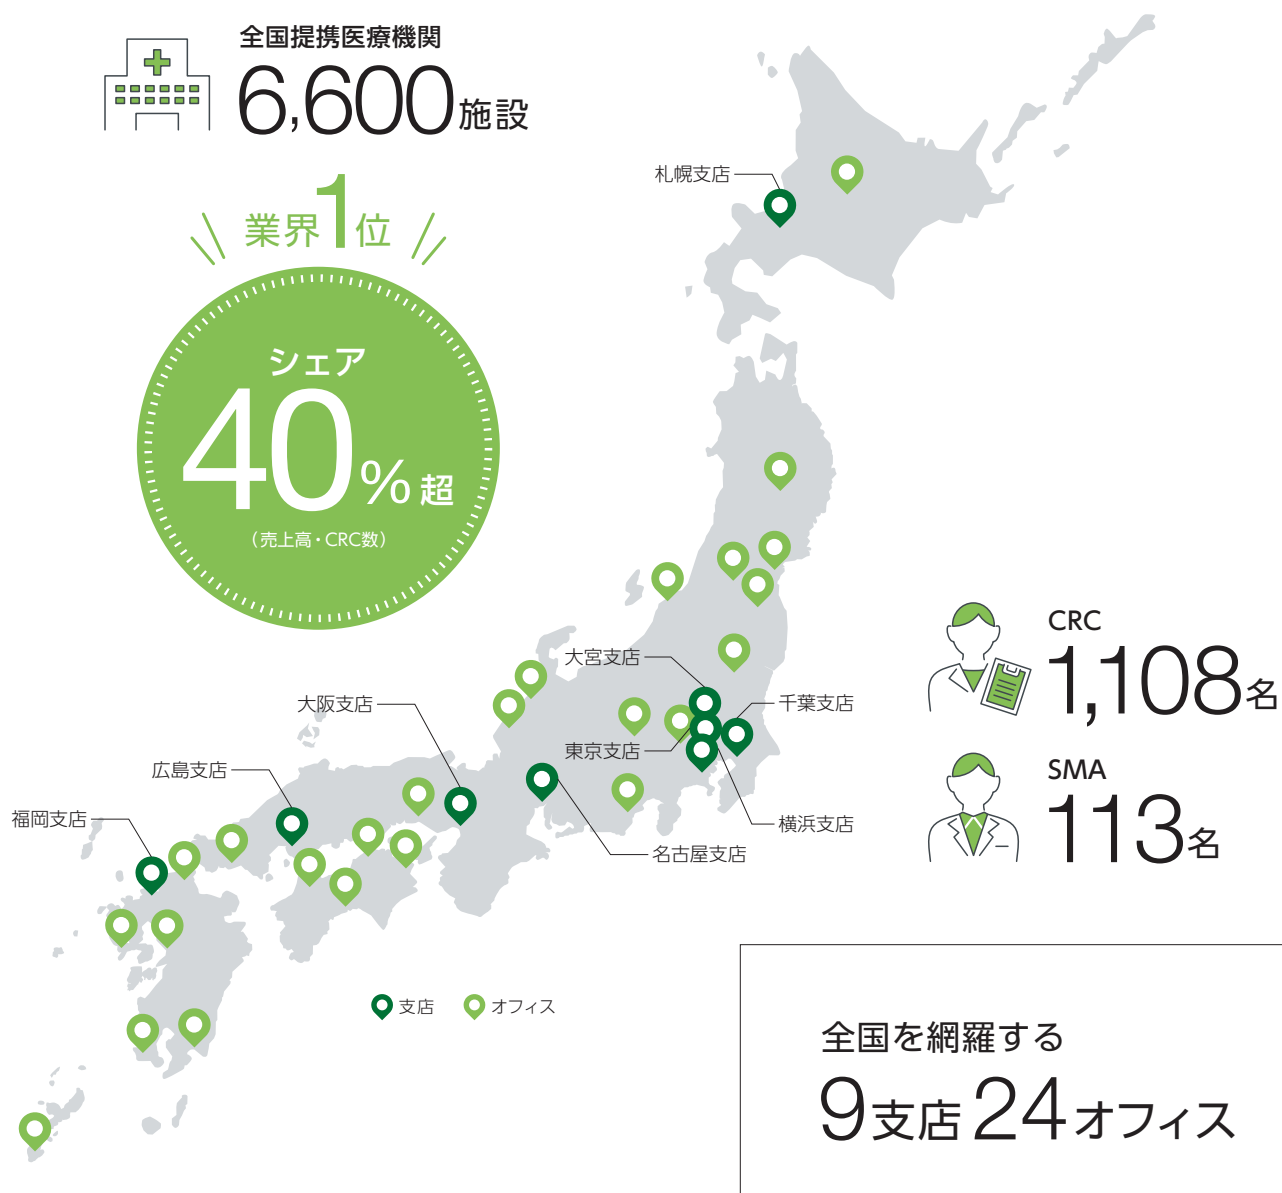 全国提携医療機関
6,600施設
業界1位
シェア
40%超
（売上高・CRC数）
札幌支店
大宮支店
千葉支店
大阪支店
東京支店
広島支店
福岡支店
横浜支店
名古屋支店
CRC
1,108名
SMA
113名
支店
オフィス
全国を網羅する
9支店24オフィス